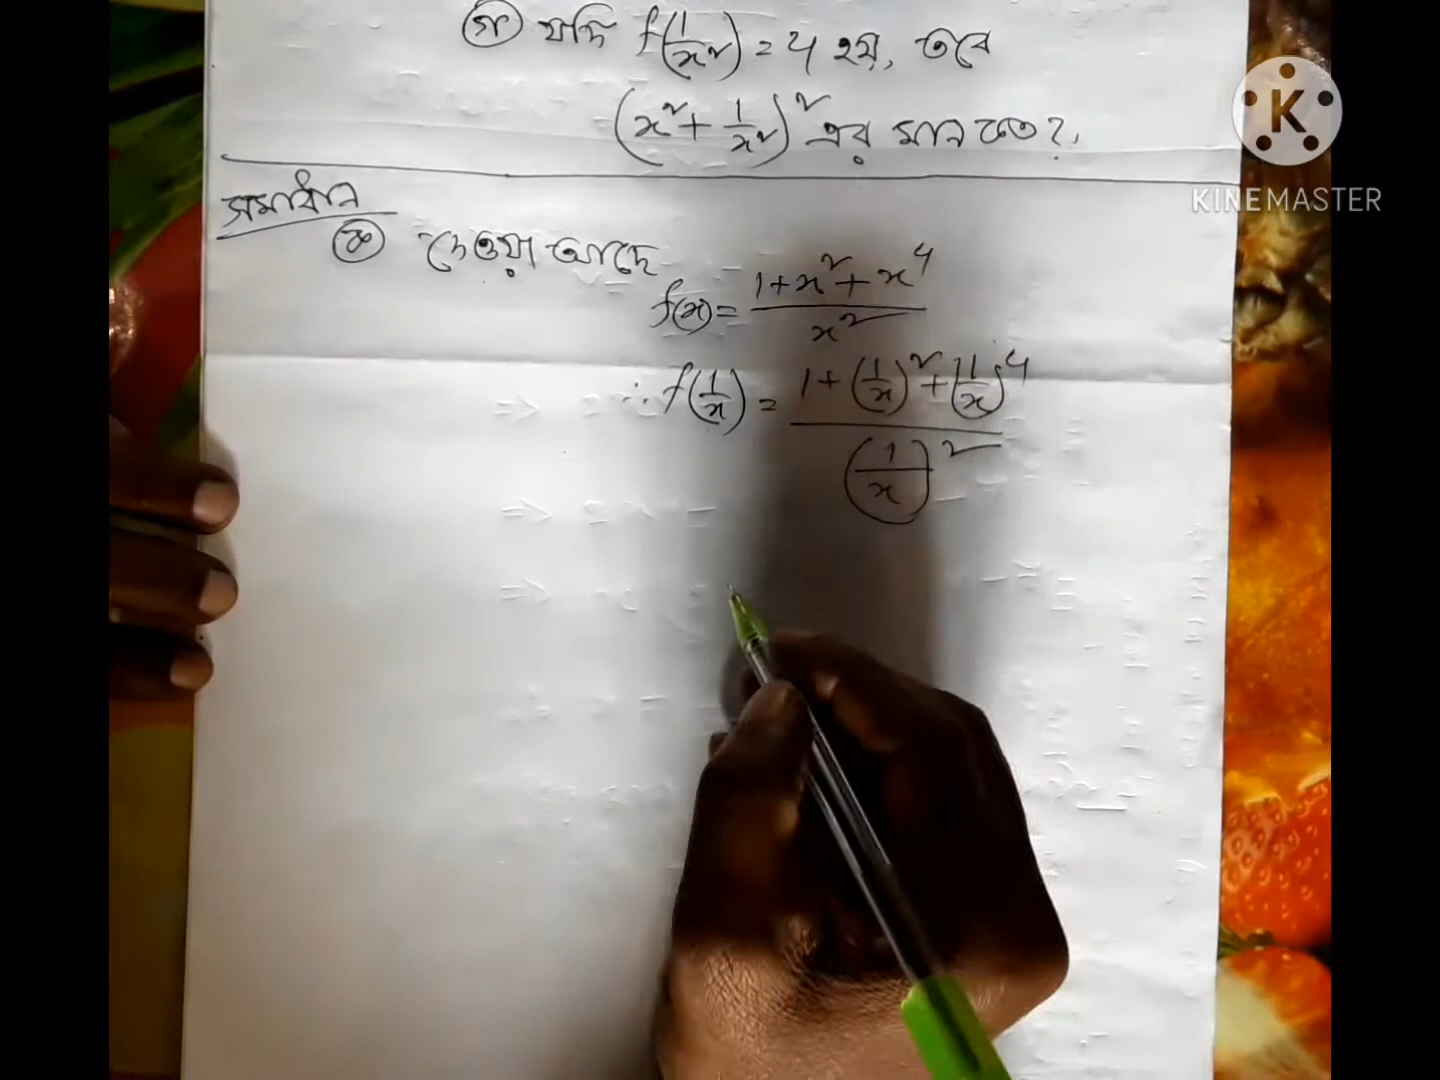 (গ) যদি f(1/x²) = 4 হয়, তবে
(x² + 1/x²)² এর মান কত?
সমাধান
(ক) দেওয়া আছে
f(x) = (1+x²+x⁴)/x²
∴ f(1/x) = (1+(1/x)²+(1/x)⁴)/(1/x)²
K
KINEMASTER